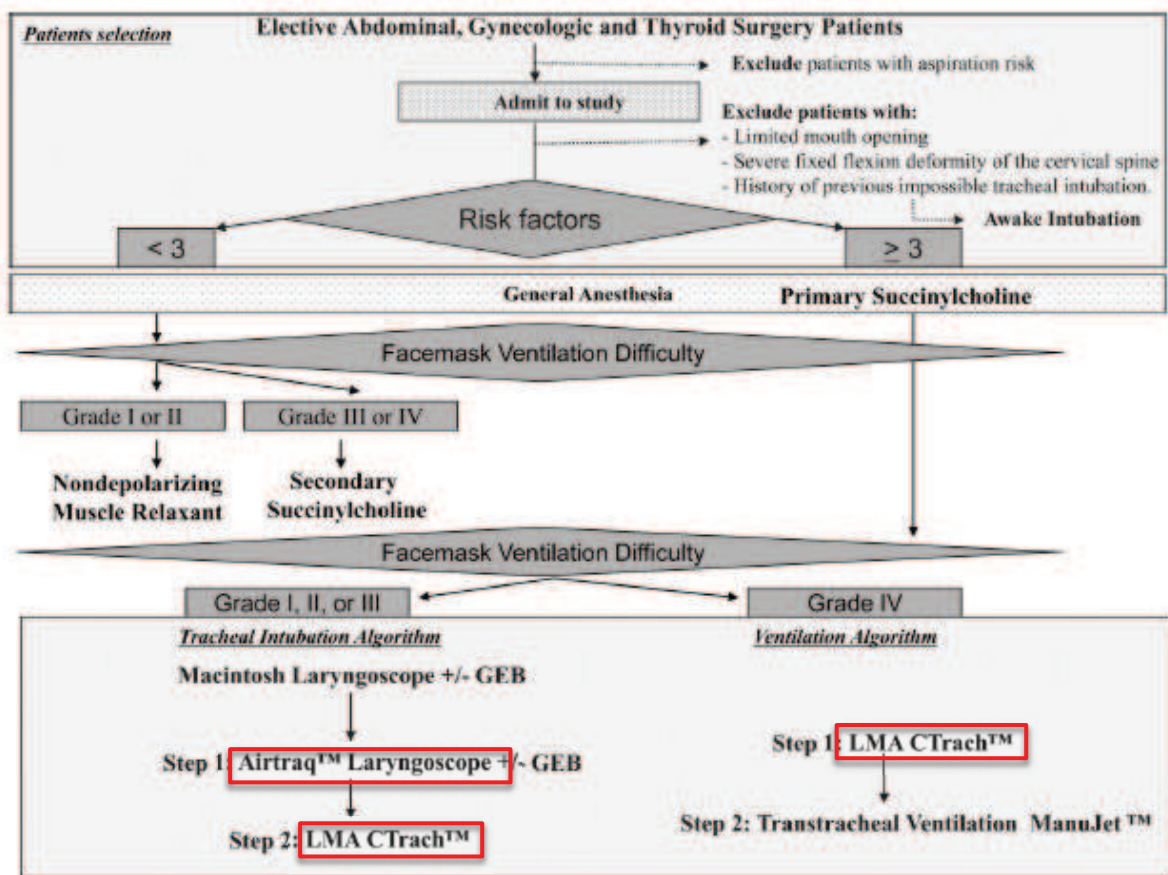 Patients selection
Elective Abdominal, Gynecologic and Thyroid Surgery Patients
Exclude patients with aspiration risk
Admit to study
Exclude patients with:
- Limited mouth opening
- Severe fixed flexion deformity of the cervical spine
- History of previous impossible tracheal intubation.
Risk factors
Awake Intubation
< 3
≥ 3
General Anesthesia
Primary Succinylcholine
Facemask Ventilation Difficulty
Grade I or II
Grade III or IV
Nondepolarizing
Muscle Relaxant
Secondary
Succinylcholine
Facemask Ventilation Difficulty
Grade I, II, or III
Grade IV
Tracheal Intubation Algorithm
Ventilation Algorithm
Macintosh Laryngoscope +/- GEB
Step 1: Airtraq™ Laryngoscope +/- GEB
Step 1: LMA CTrach™
Step 2: LMA CTrach™
Step 2: Transtracheal Ventilation ManuJet ™